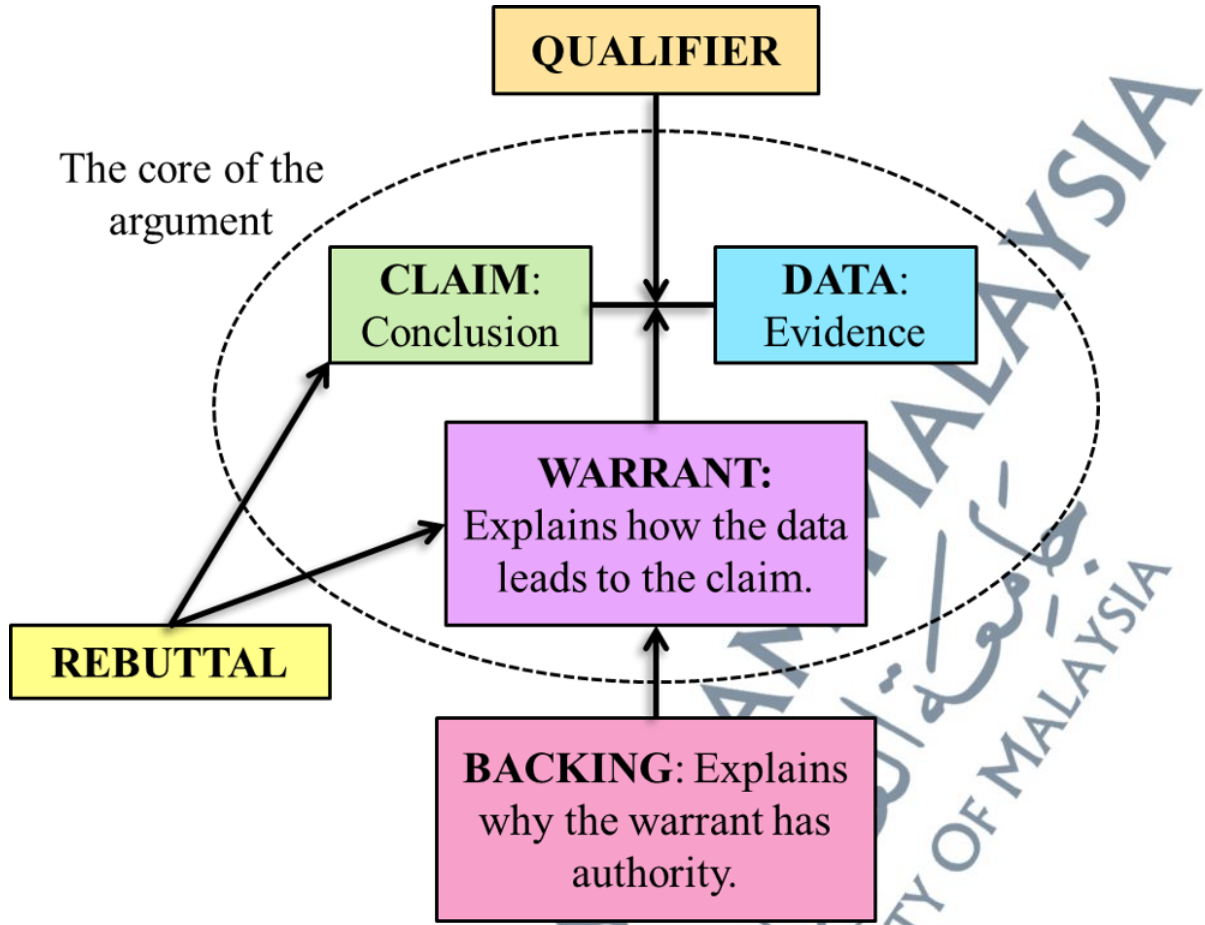 QUALIFIER
The core of the
argument
CLAIM:
Conclusion
DATA:
Evidence
WARRANT:
Explains how the data
leads to the claim.
REBUTTAL
BACKING: Explains
why the warrant has
authority.
MALAYSIA
OF MALAYSIA